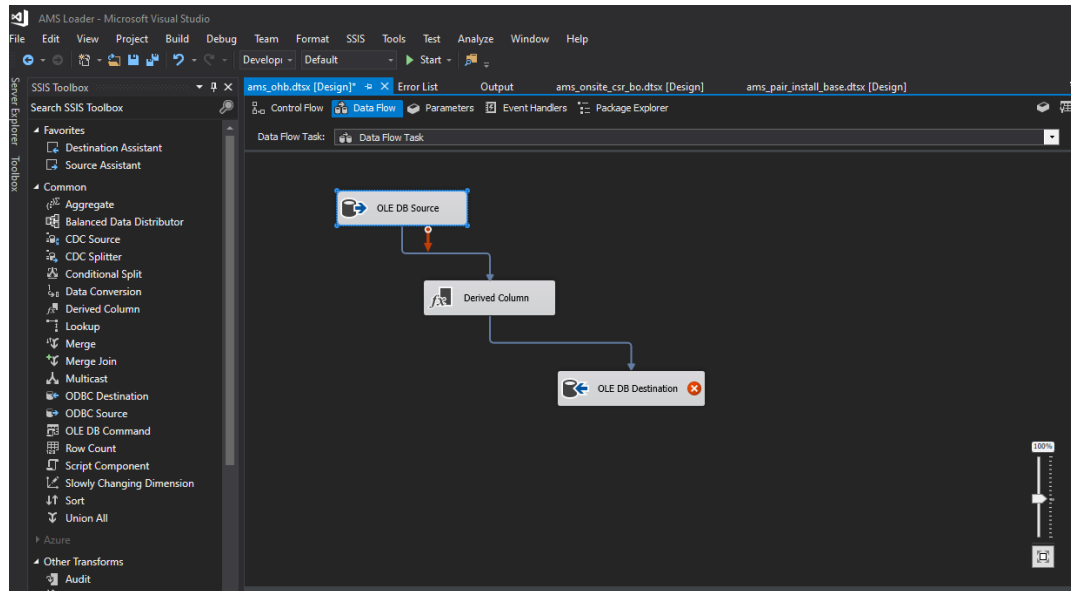 AMS Loader - Microsoft Visual Studio
File Edit View Project Build Debug Team Format SSIS Tools Test Analyze Window Help
Developi Default Start
Server Explorer
Toolbox
SSIS Toolbox
Search SSIS Toolbox
Favorites
Destination Assistant
Source Assistant
Common
Aggregate
Balanced Data Distributor
CDC Source
CDC Splitter
Conditional Split
Data Conversion
Derived Column
Lookup
Merge
Merge Join
Multicast
ODBC Destination
ODBC Source
OLE DB Command
Row Count
Script Component
Slowly Changing Dimension
Sort
Union All
Azure
Other Transforms
Audit
ams_ohb.dtsx [Design]* Error List Output ams_onsite_csr_bo.dtsx [Design] ams_pair_install_base.dtsx [Design]
Control Flow Data Flow Parameters Event Handlers Package Explorer
Data Flow Task: Data Flow Task
OLE DB Source
Derived Column
OLE DB Destination
100%